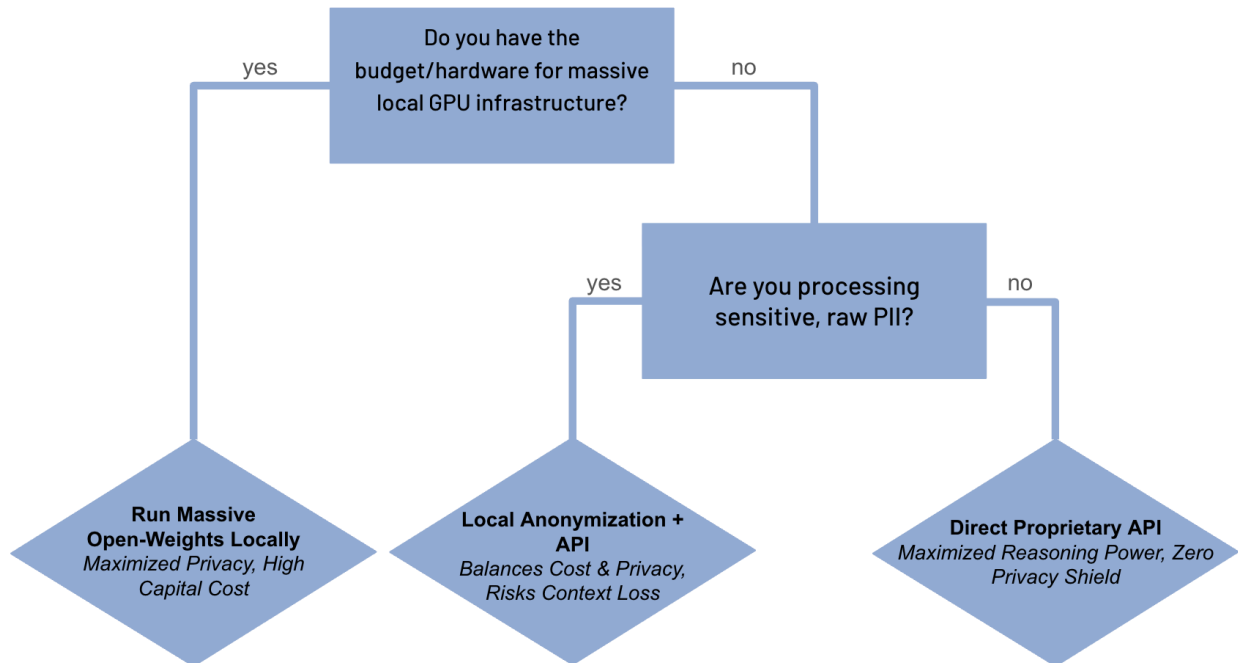 Do you have the
budget/hardware for massive
local GPU infrastructure?
yes
no
Are you processing
sensitive, raw PII?
yes
no
Run Massive
Open-Weights Locally
Maximized Privacy, High
Capital Cost
Local Anonymization +
API
Balances Cost & Privacy,
Risks Context Loss
Direct Proprietary API
Maximized Reasoning Power, Zero
Privacy Shield